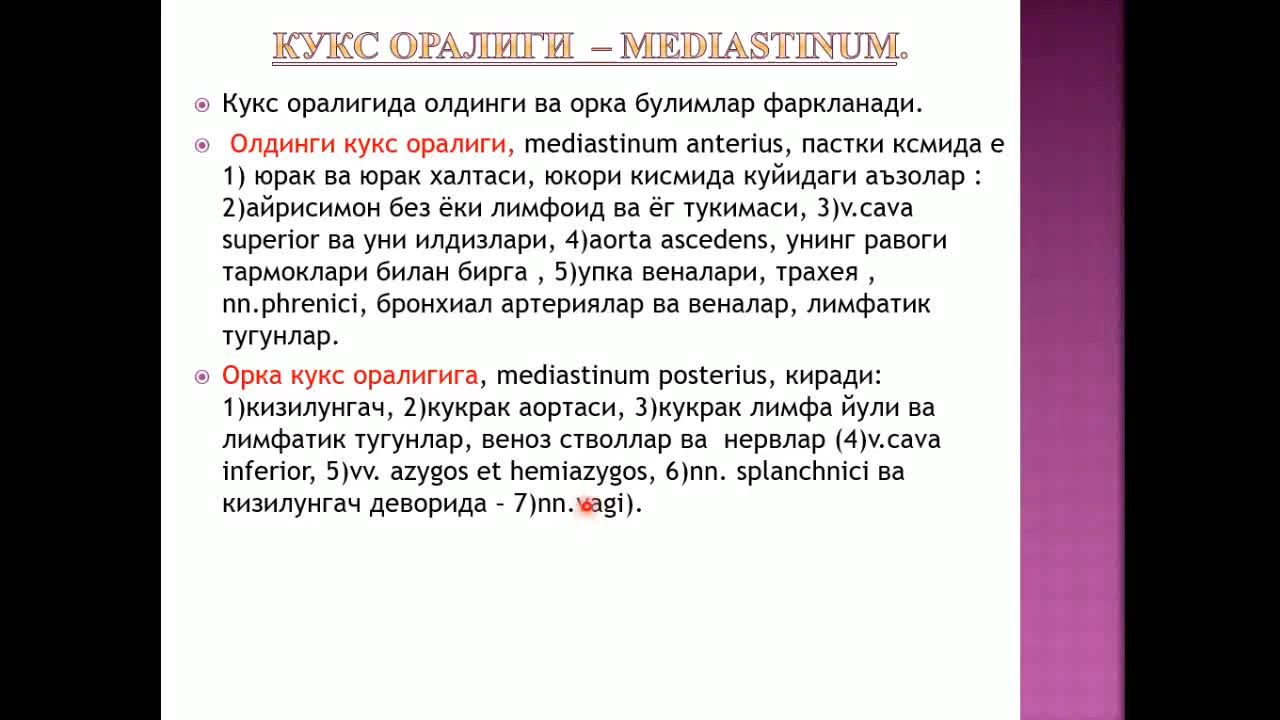 КУКС ОРАЛИГИ – MEDIASTINUM.
Кукс оралигида олдинги ва орка булимлар фаркланади.
Олдинги кукс оралиги, mediastinum anterius, пастки ксмида е
1) юрак ва юрак халтаси, юкори кисмида куйидаги аъзолар :
2)айрисимон без ёки лимфоид ва ёг тукимаси, 3)v.cava
superior ва уни илдизлари, 4)aorta ascedens, унинг равоги
тармоклари билан бирга , 5)упка веналари, трахея ,
nn.phrenici, бронхиал артериялар ва веналар, лимфатик
тугунлар.
Орка кукс оралигига, mediastinum posterius, киради:
1)кизилунгач, 2)кукрак аортаси, 3)кукрак лимфа йули ва
лимфатик тугунлар, веноз стволлар ва  нервлар (4)v.cava
inferior, 5)vv. azygos et hemiazygos, 6)nn. splanchnici ва
кизилунгач деворида – 7)nn.vagi).